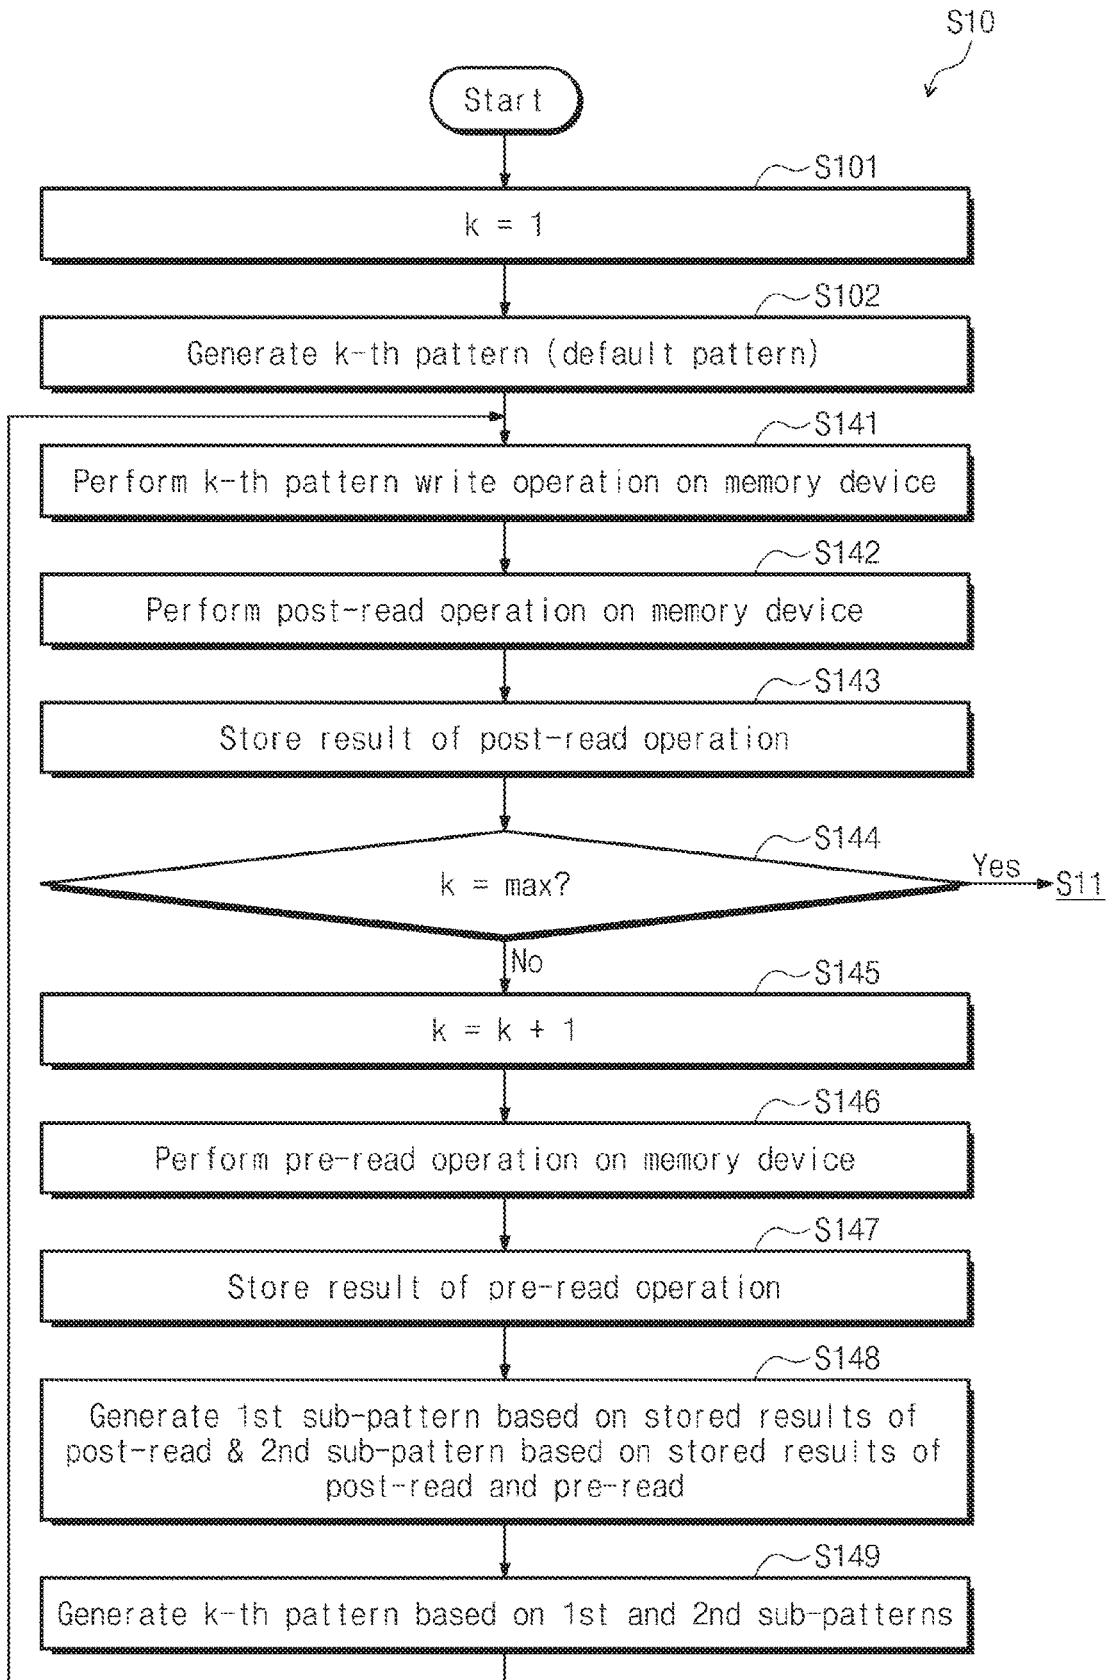 S10
Start
S101
k = 1
S102
Generate k-th pattern (default pattern)
S141
Perform k-th pattern write operation on memory device
S142
Perform post-read operation on memory device
S143
Store result of post-read operation
S144
k = max?
Yes
S11
No
S145
k = k + 1
S146
Perform pre-read operation on memory device
S147
Store result of pre-read operation
S148
Generate 1st sub-pattern based on stored results of
post-read & 2nd sub-pattern based on stored results of
post-read and pre-read
S149
Generate k-th pattern based on 1st and 2nd sub-patterns